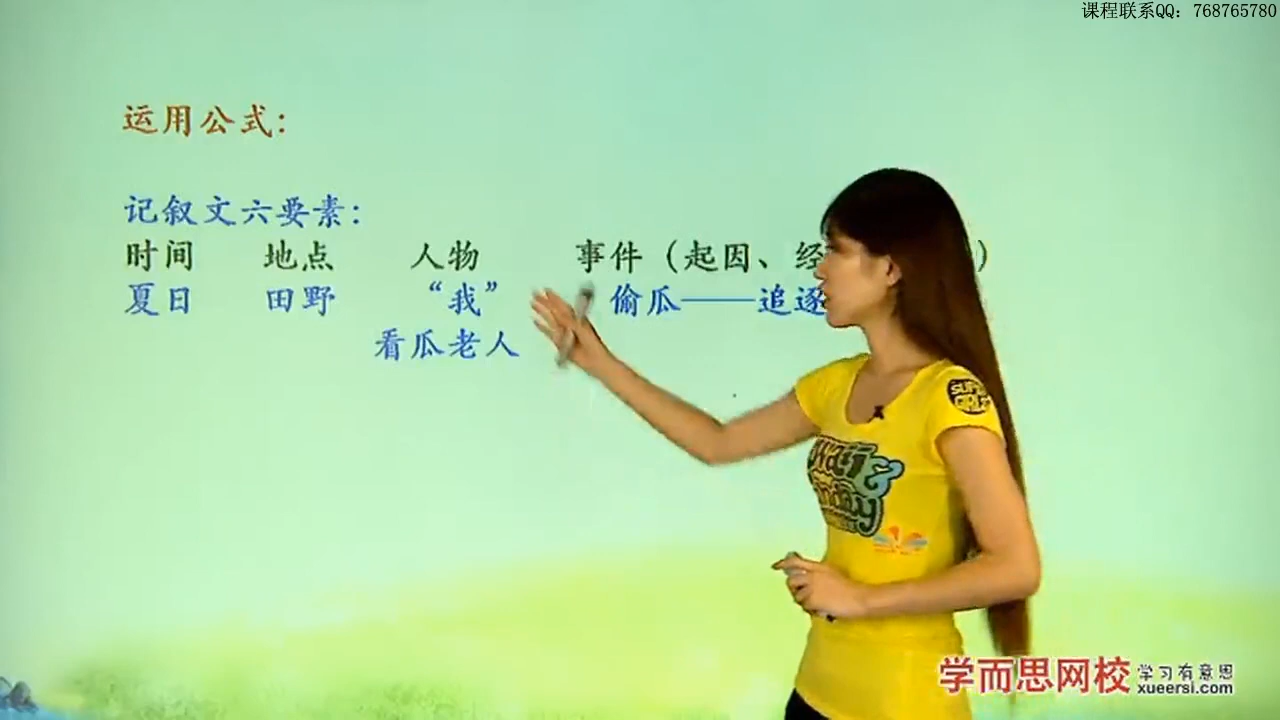 课程联系QQ：768765780
运用公式：
记叙文六要素：
时间 地点 人物 事件（起因、经 ）
夏日 田野 “我” 偷瓜——追逐
看瓜老人
SUPER GIRLS
学而思网校 学习有意思
xueersi.com